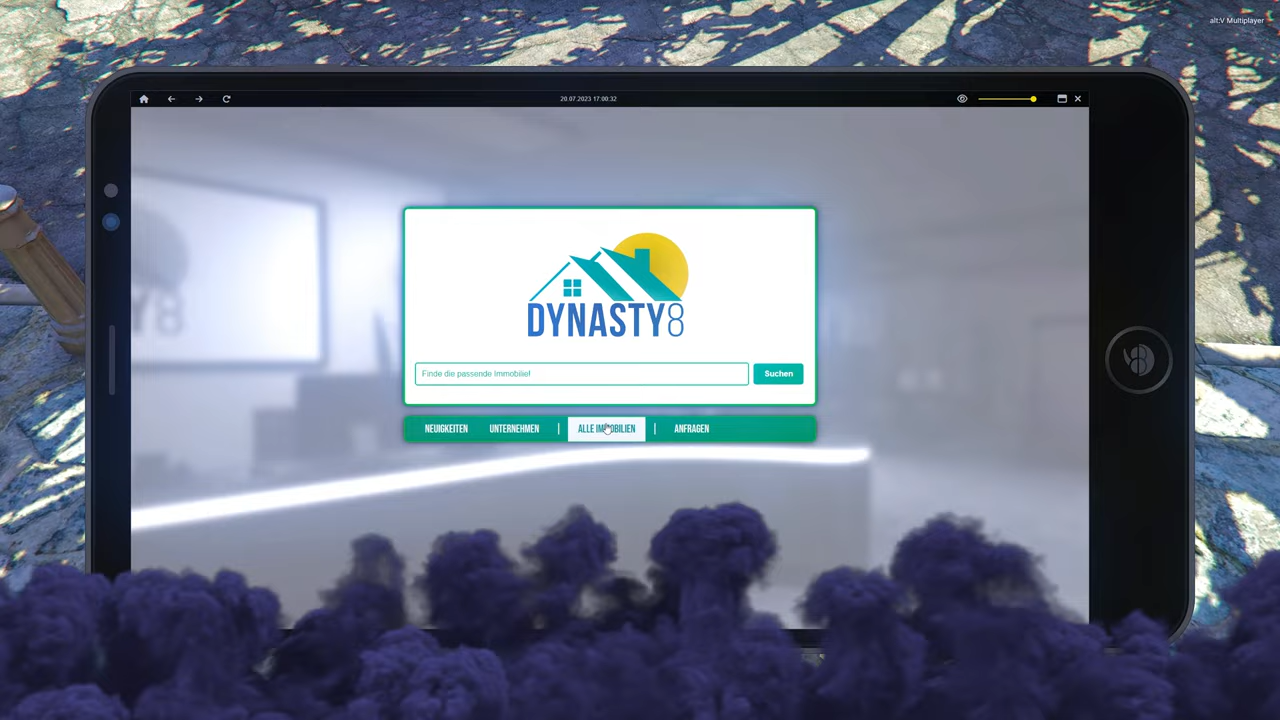 alt:V Multiplayer
20.07.2023 17:00:32
Y8
DYNASTY8
Finde die passende Immobilie!
Suchen
NEUIGKEITEN UNTERNEHMEN | ALLE IMMOBILIEN | ANFRAGEN